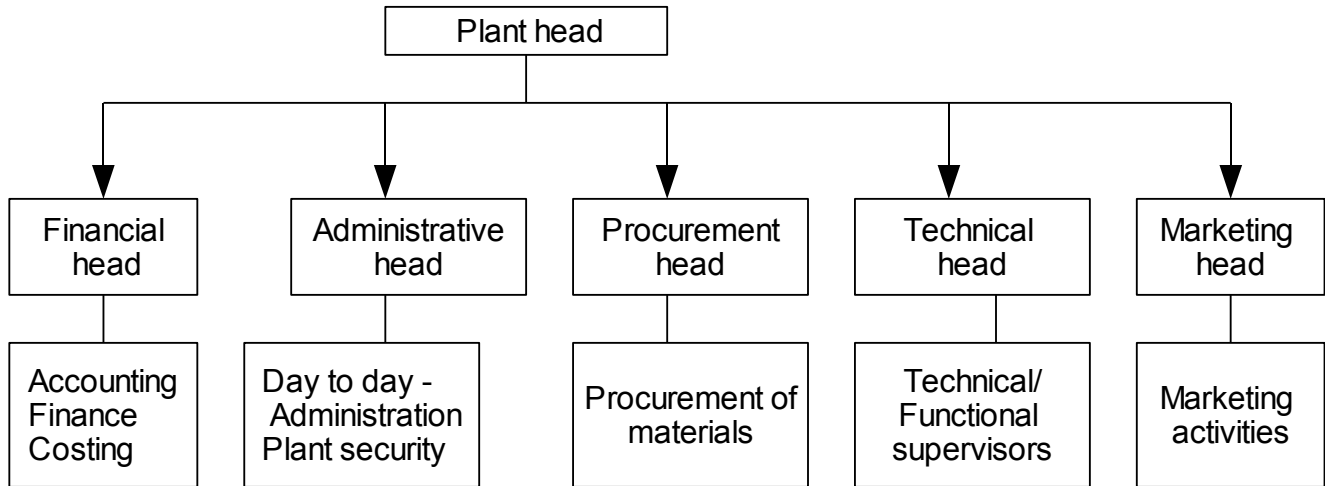 Plant head
Financial
head
Administrative
head
Procurement
head
Technical
head
Marketing
head
Accounting
Finance
Costing
Day to day -
Administration
Plant security
Procurement of
materials
Technical/
Functional
supervisors
Marketing
activities